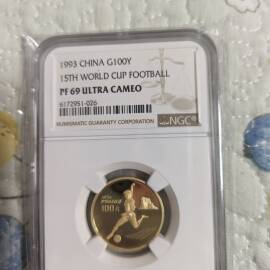 1993 CHINA G100Y
15TH WORLD CUP FOOTBALL
PF 69 ULTRA CAMEO
6172951-026
NUMISMATIC GUARANTY CORPORATION
NGC
100元